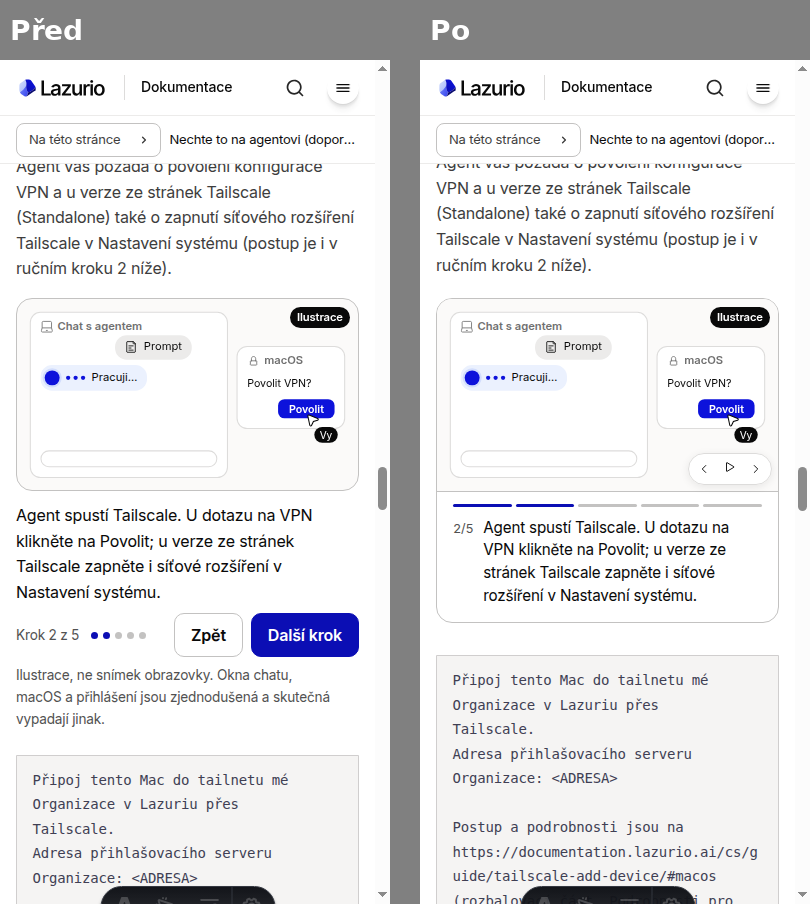 Před
Lazurio
Dokumentace
Na této stránce
Nechte to na agentovi (dopor...
Agent vás požádá o povolení konfigurace
VPN a u verze ze stránek Tailscale
(Standalone) také o zapnutí síťového rozšíření
Tailscale v Nastavení systému (postup je i v
ručním kroku 2 níže).
Ilustrace
Chat s agentem
Prompt
Pracuji...
macOS
Povolit VPN?
Povolit
Vy
Agent spustí Tailscale. U dotazu na VPN
klikněte na Povolit; u verze ze stránek
Tailscale zapněte i síťové rozšíření v
Nastavení systému.
Krok 2 z 5
Zpět
Další krok
Ilustrace, ne snímek obrazovky. Okna chatu,
macOS a přihlášení jsou zjednodušená a skutečná
vypadají jinak.
Připoj tento Mac do tailnetu mé
Organizace v Lazuriu přes
Tailscale.
Adresa přihlašovacího serveru
Organizace: <ADRESA>
Po
Lazurio
Dokumentace
Na této stránce
Nechte to na agentovi (dopor...
Agent vás požádá o povolení konfigurace
VPN a u verze ze stránek Tailscale
(Standalone) také o zapnutí síťového rozšíření
Tailscale v Nastavení systému (postup je i v
ručním kroku 2 níže).
Ilustrace
Chat s agentem
Prompt
Pracuji...
macOS
Povolit VPN?
Povolit
Vy
2/5
Agent spustí Tailscale. U dotazu na
VPN klikněte na Povolit; u verze ze
stránek Tailscale zapněte i síťové
rozšíření v Nastavení systému.
Připoj tento Mac do tailnetu mé
Organizace v Lazuriu přes
Tailscale.
Adresa přihlašovacího serveru
Organizace: <ADRESA>
Postup a podrobnosti jsou na
https://documentation.lazurio.ai/cs/g
uide/tailscale-add-device/#macos
pro